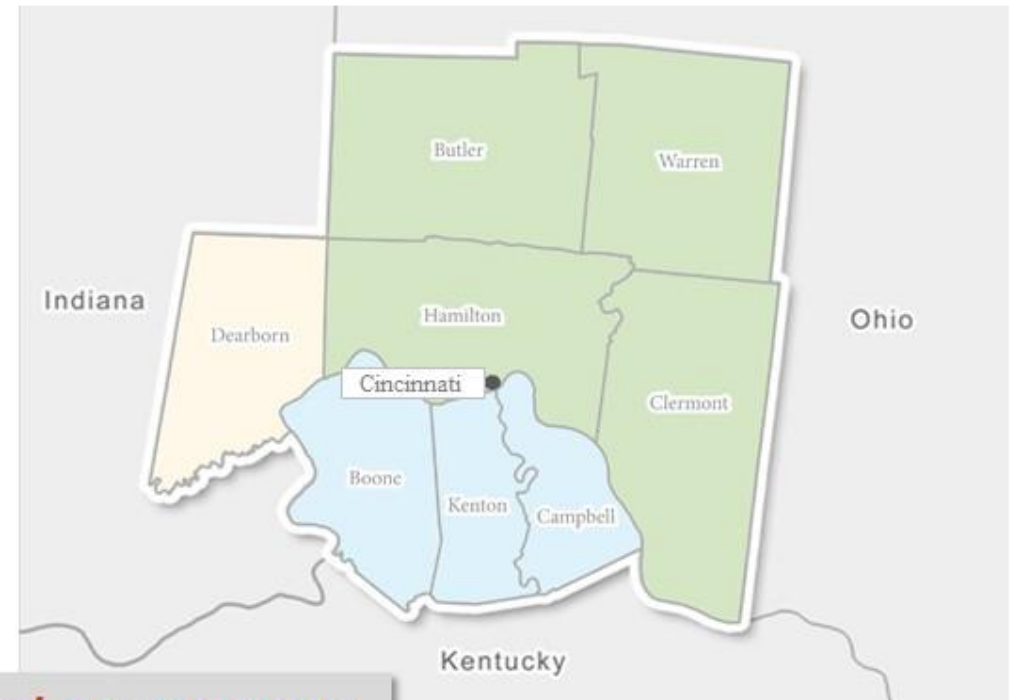 Butler
Warren
Indiana
Dearborn
Hamilton
Ohio
Cincinnati
Clermont
Boone
Kenton
Campbell
Kentucky